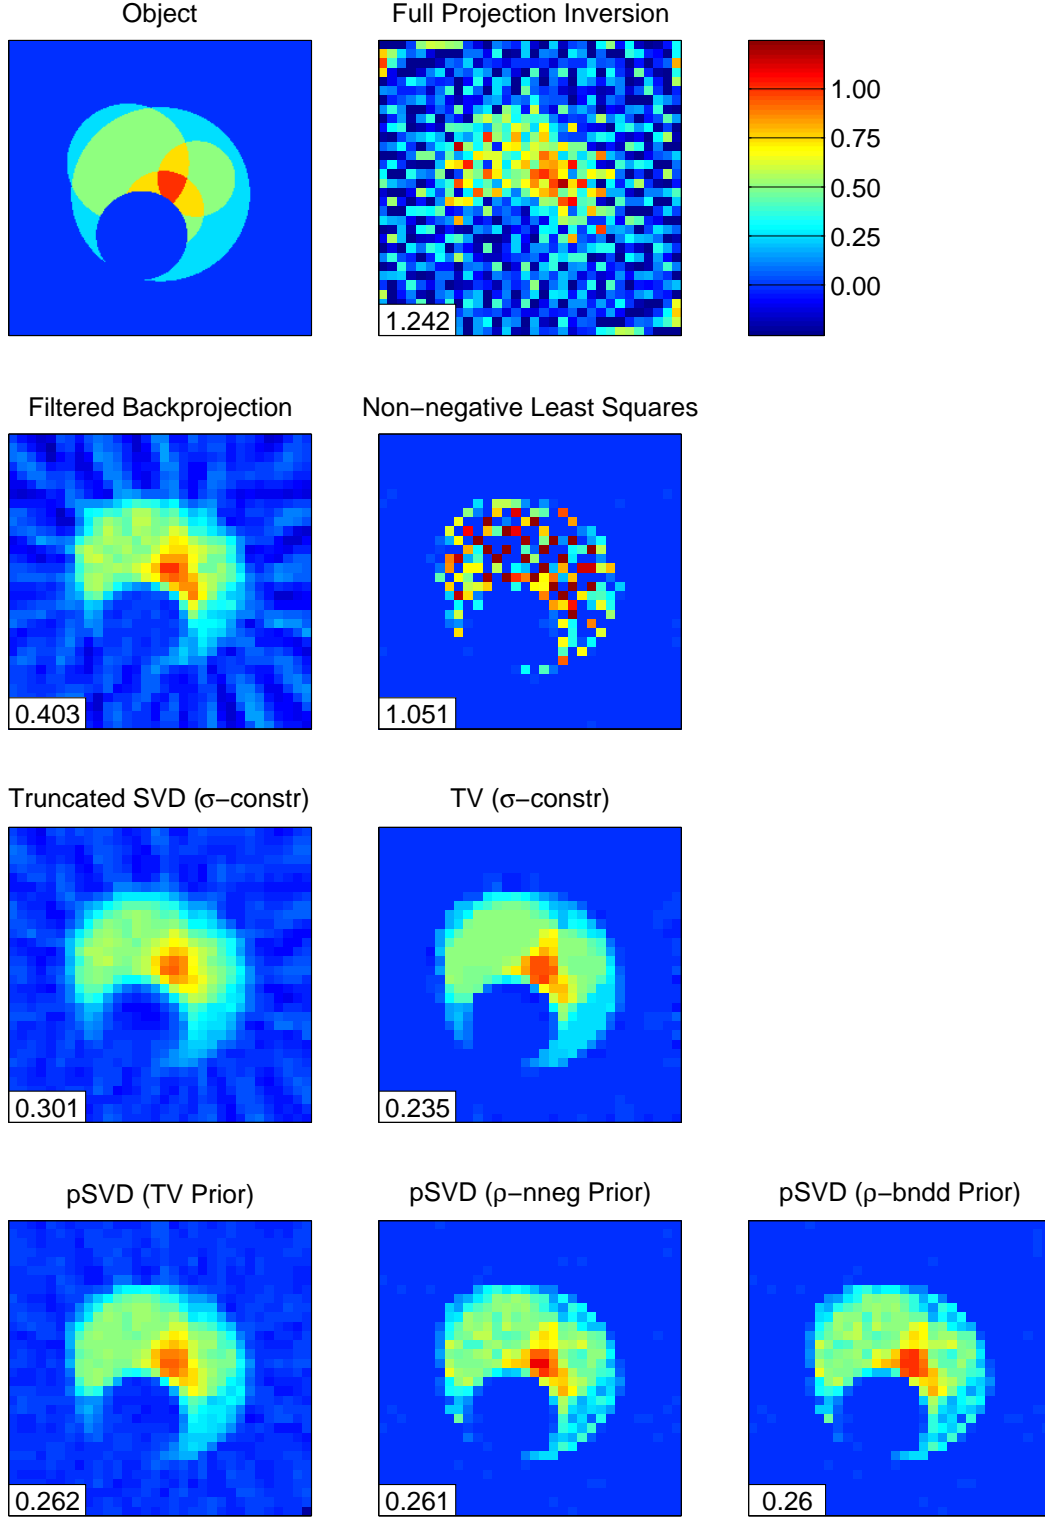 Object
Full Projection Inversion
1.00
0.75
0.50
0.25
0.00
1.242
Filtered Backprojection
Non−negative Least Squares
0.403
1.051
Truncated SVD (σ−constr)
TV (σ−constr)
0.301
0.235
pSVD (TV Prior)
pSVD (ρ−nneg Prior)
pSVD (ρ−bndd Prior)
0.262
0.261
0.26